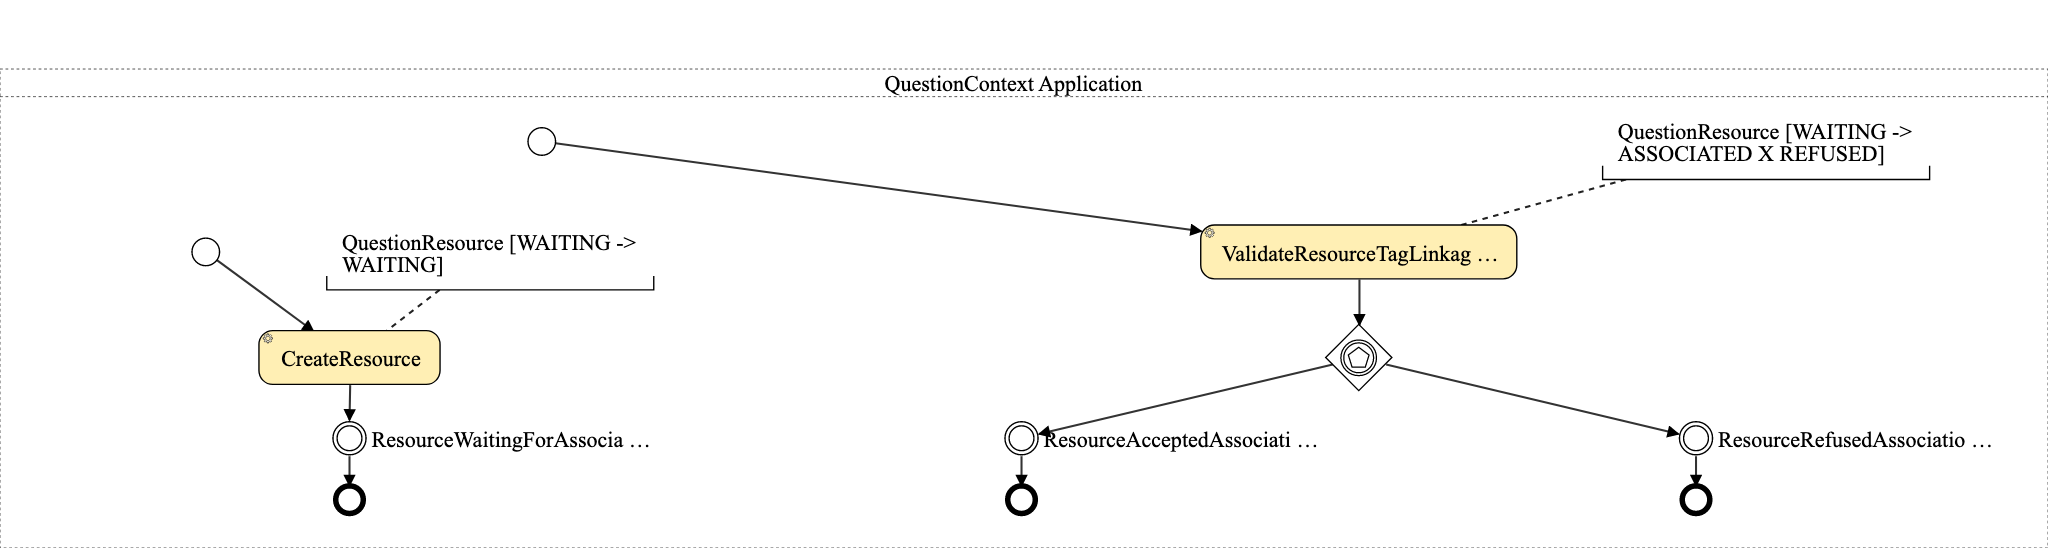 QuestionContext Application
QuestionResource [WAITING ->
ASSOCIATED X REFUSED]
QuestionResource [WAITING ->
WAITING]
ValidateResourceTagLinkag …
CreateResource
ResourceWaitingForAssocia …
ResourceAcceptedAssociati …
ResourceRefusedAssociatio …